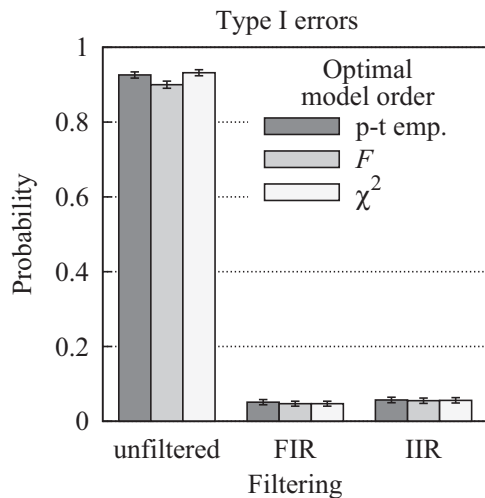 Type I errors
1
0.8
0.6
0.4
0.2
0
Probability
Optimal
model order
p-t emp.
F
χ²
unfiltered FIR IIR
Filtering